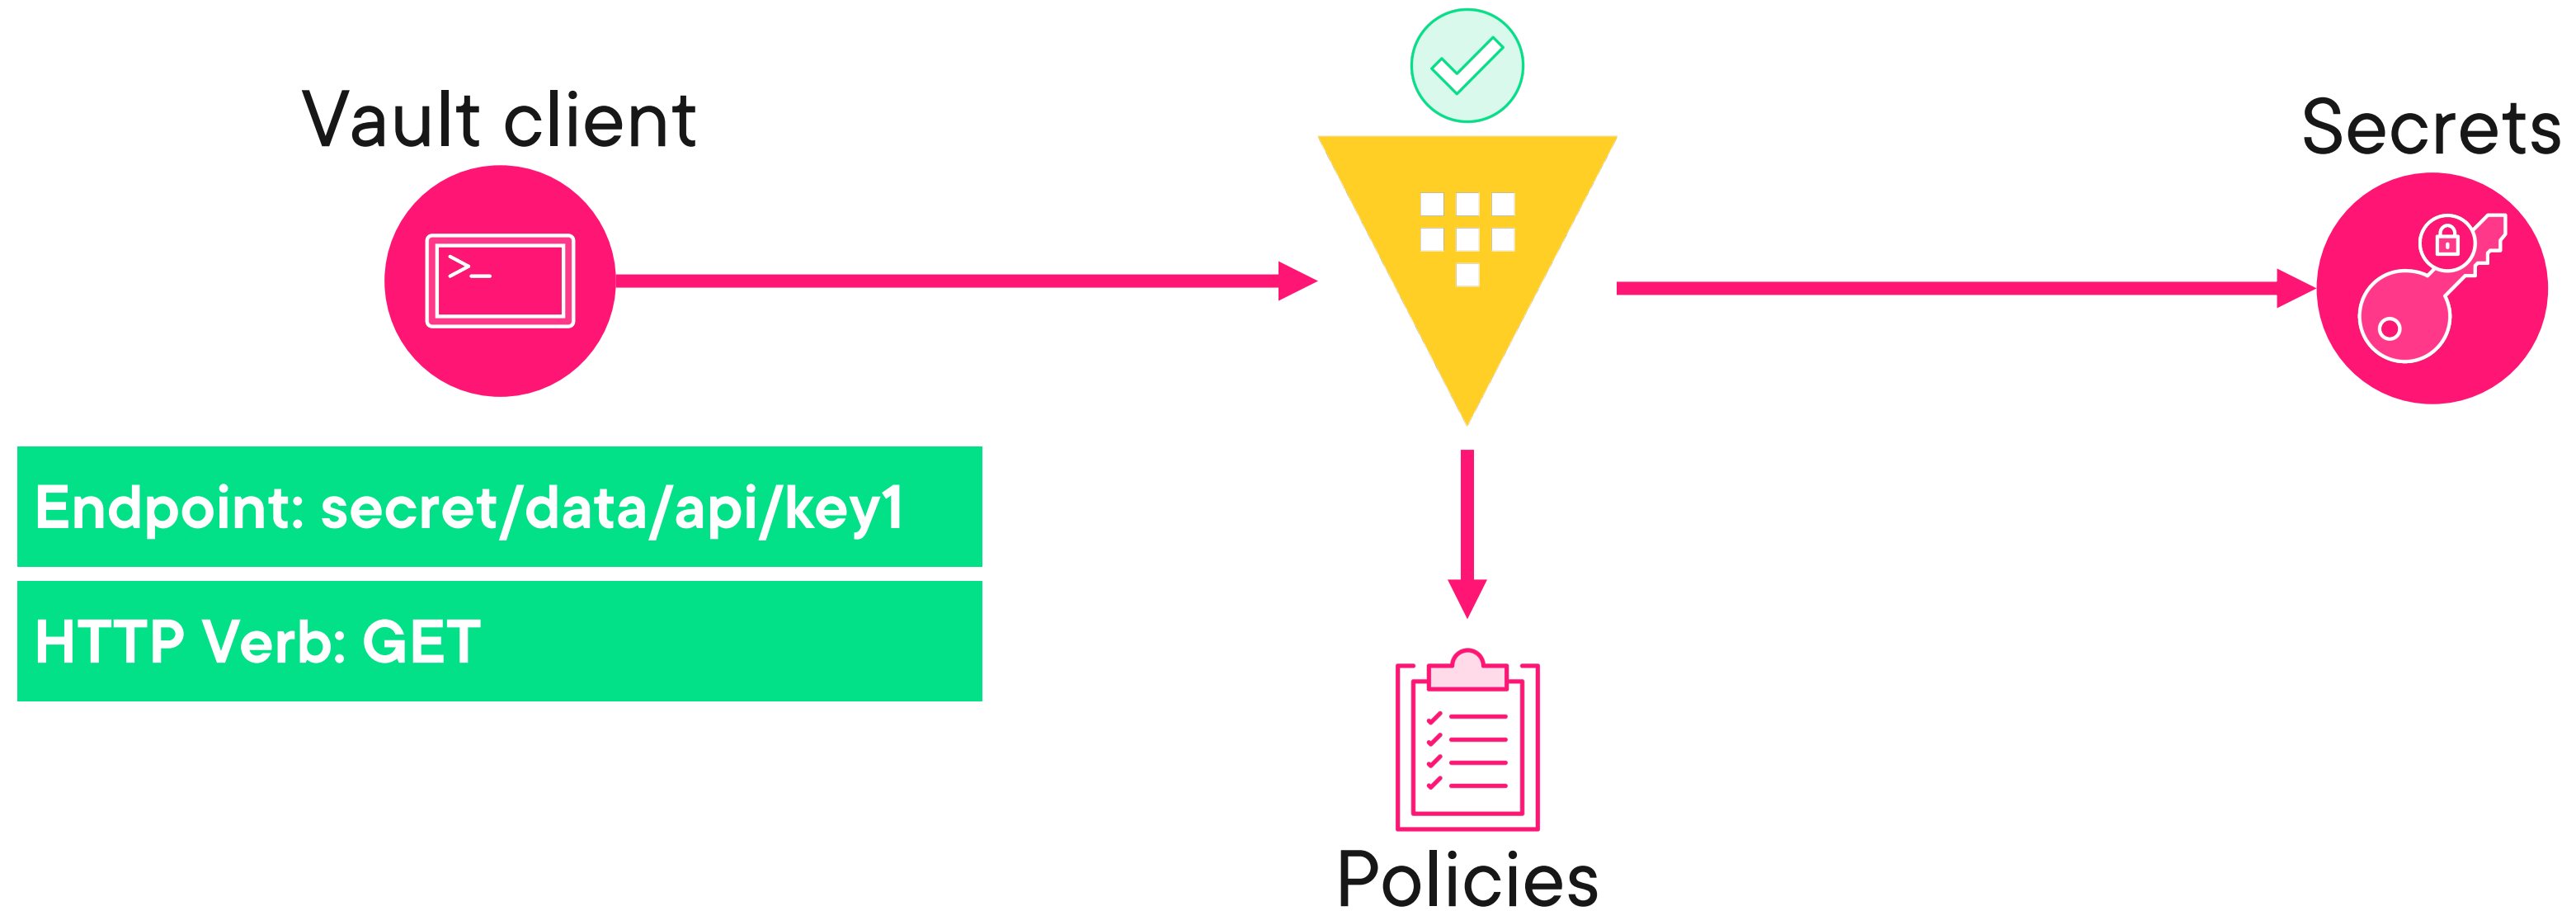 Vault client
Secrets
Endpoint: secret/data/api/key1
HTTP Verb: GET
Policies